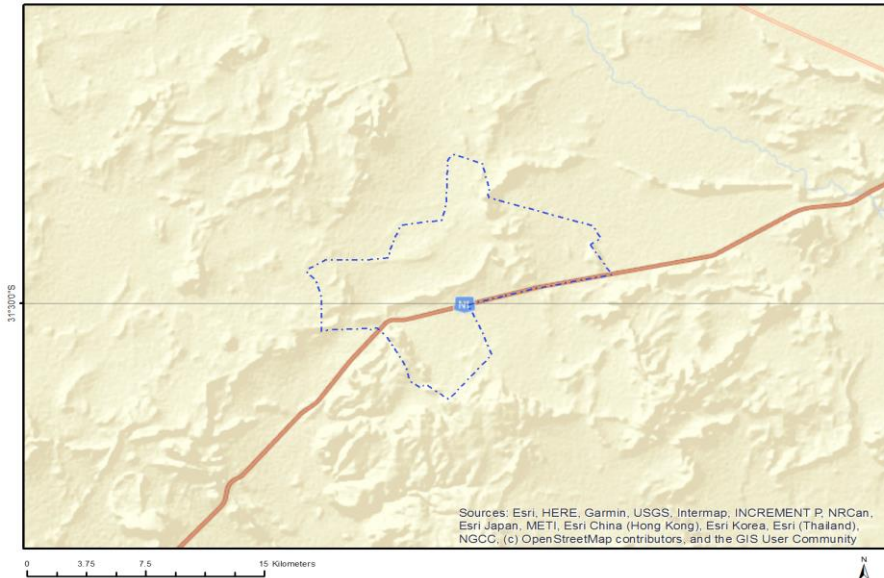 31°30'0"S
N1
Sources: Esri, HERE, Garmin, USGS, Intermap, INCREMENT P, NRCan,
Esri Japan, METI, Esri China (Hong Kong), Esri Korea, Esri (Thailand),
NGCC, (c) OpenStreetMap contributors, and the GIS User Community
0 3.75 7.5 15 Kilometers
N